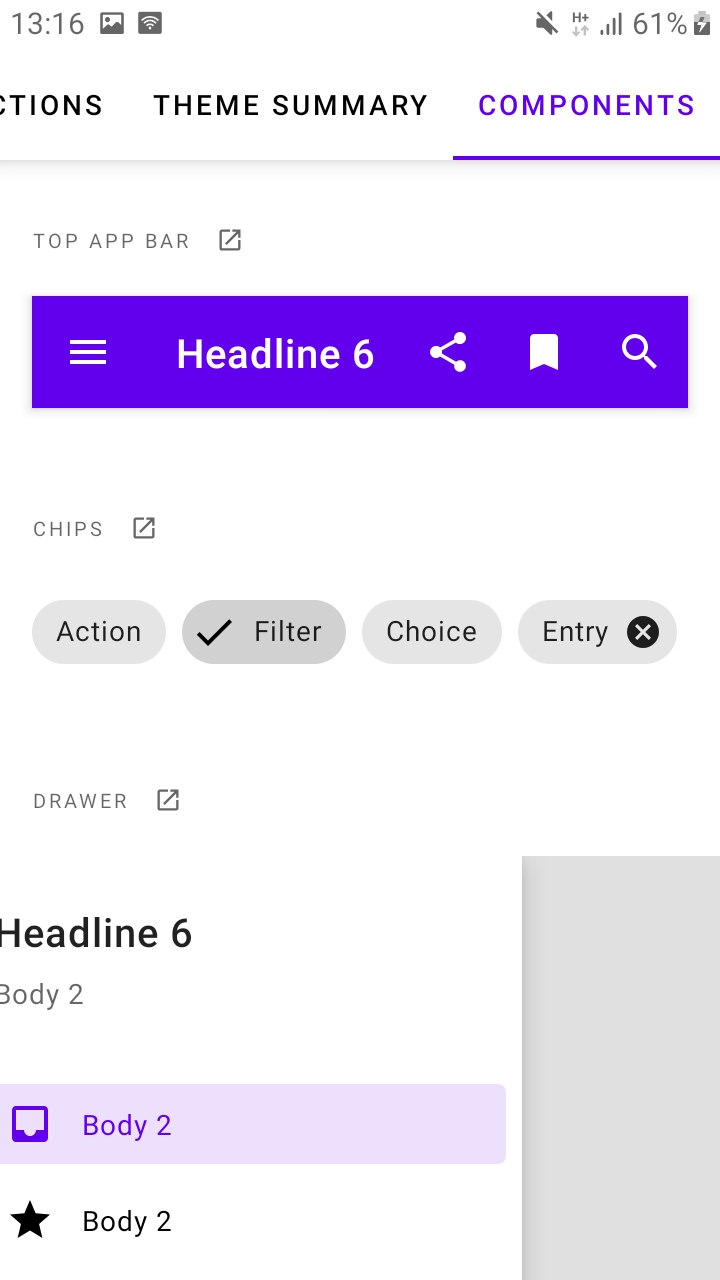 13:16 H+ 61%
CTIONS THEME SUMMARY COMPONENTS
TOP APP BAR
Headline 6
CHIPS
Action Filter Choice Entry
DRAWER
Headline 6
Body 2
Body 2
Body 2